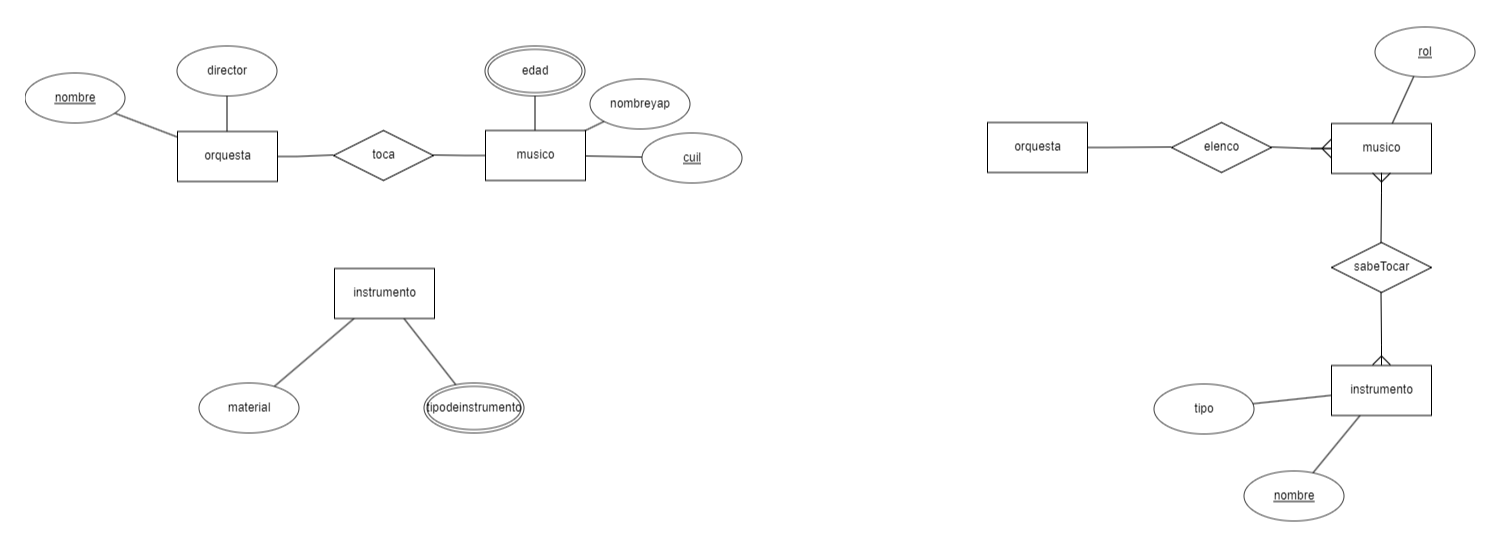 nombre
director
edad
nombreyap
cuil
orquesta
toca
musico
instrumento
material
tipodeinstrumento
rol
orquesta
elenco
musico
sabeTocar
instrumento
tipo
nombre